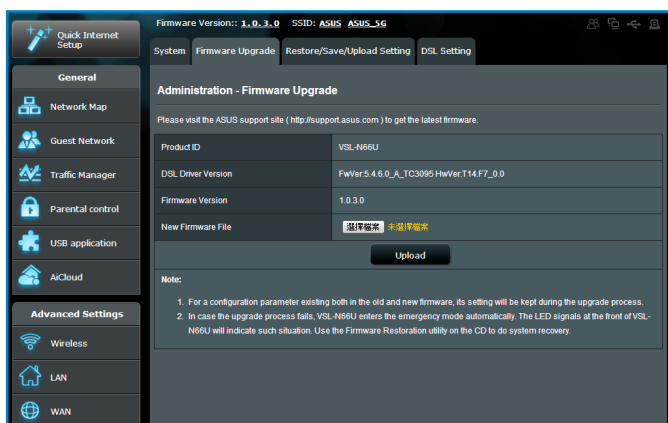 Quick Internet
Setup
General
Network Map
Guest Network
Traffic Manager
Parental control
USB application
AiCloud
Advanced Settings
Wireless
LAN
WAN
Firmware Version:: 1.0.3.0 SSID: ASUS ASUS_5G
System Firmware Upgrade Restore/Save/Upload Setting DSL Setting
Administration - Firmware Upgrade
Please visit the ASUS support site ( http://support.asus.com ) to get the latest firmware.
Product ID VSL-N66U
DSL Driver Version FwVer:5.4.6.0_A_TC3095 HwVer:T14.F7_0.0
Firmware Version 1.0.3.0
New Firmware File 選擇檔案 未選擇檔案
Upload
Note:
1. For a configuration parameter existing both in the old and new firmware, its setting will be kept during the upgrade process.
2. In case the upgrade process fails, VSL-N66U enters the emergency mode automatically. The LED signals at the front of VSL-
N66U will indicate such situation. Use the Firmware Restoration utility on the CD to do system recovery.